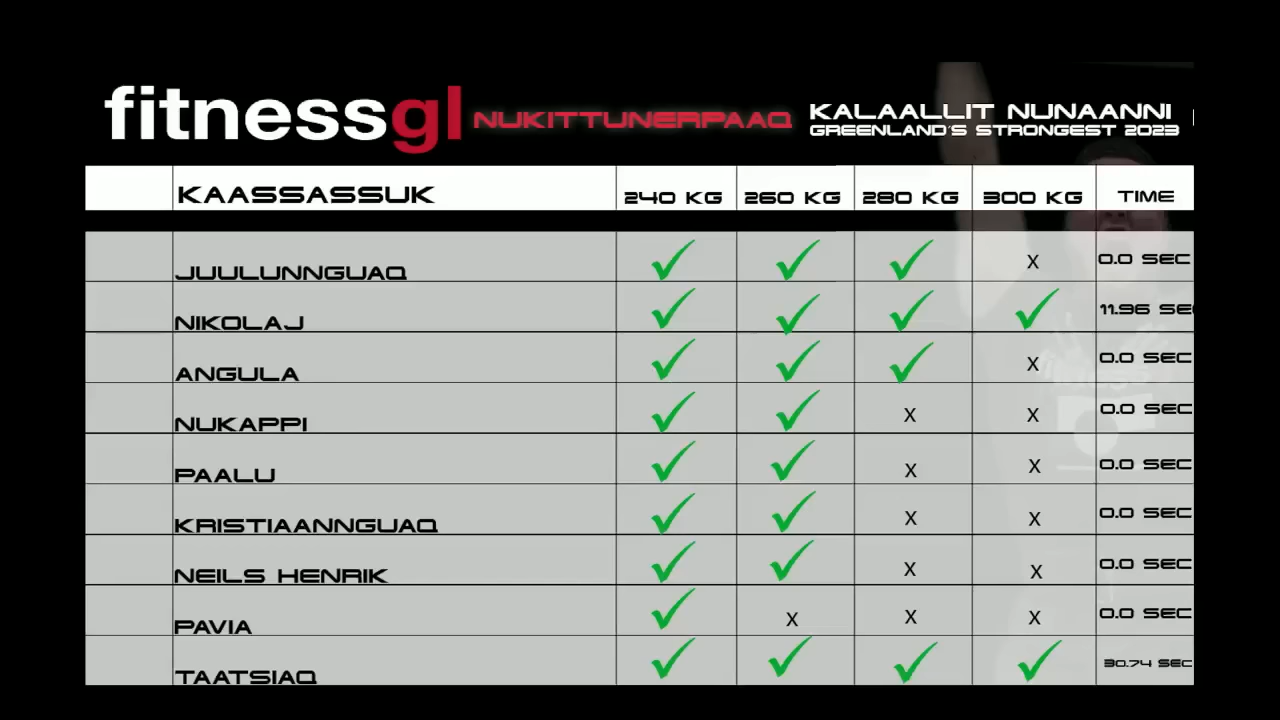 fitnessgl NUKITTUNERPAAQ KALAALLIT NUNAANNI
GREENLAND'S STRONGEST 2023
KAASSASSUK 240 KG 260 KG 280 KG 300 KG TIME
JUULUNNGUAQ ✓ ✓ ✓ X 0.0 SEC
NIKOLAJ ✓ ✓ ✓ ✓ 11.96 SEC
ANGULA ✓ ✓ ✓ X 0.0 SEC
NUKAPPI ✓ ✓ X X 0.0 SEC
PAALU ✓ ✓ X X 0.0 SEC
KRISTIAANNGUAQ ✓ ✓ X X 0.0 SEC
NEILS HENRIK ✓ ✓ X X 0.0 SEC
PAVIA ✓ X X X 0.0 SEC
TAATSIAQ ✓ ✓ ✓ ✓ 30.74 SEC